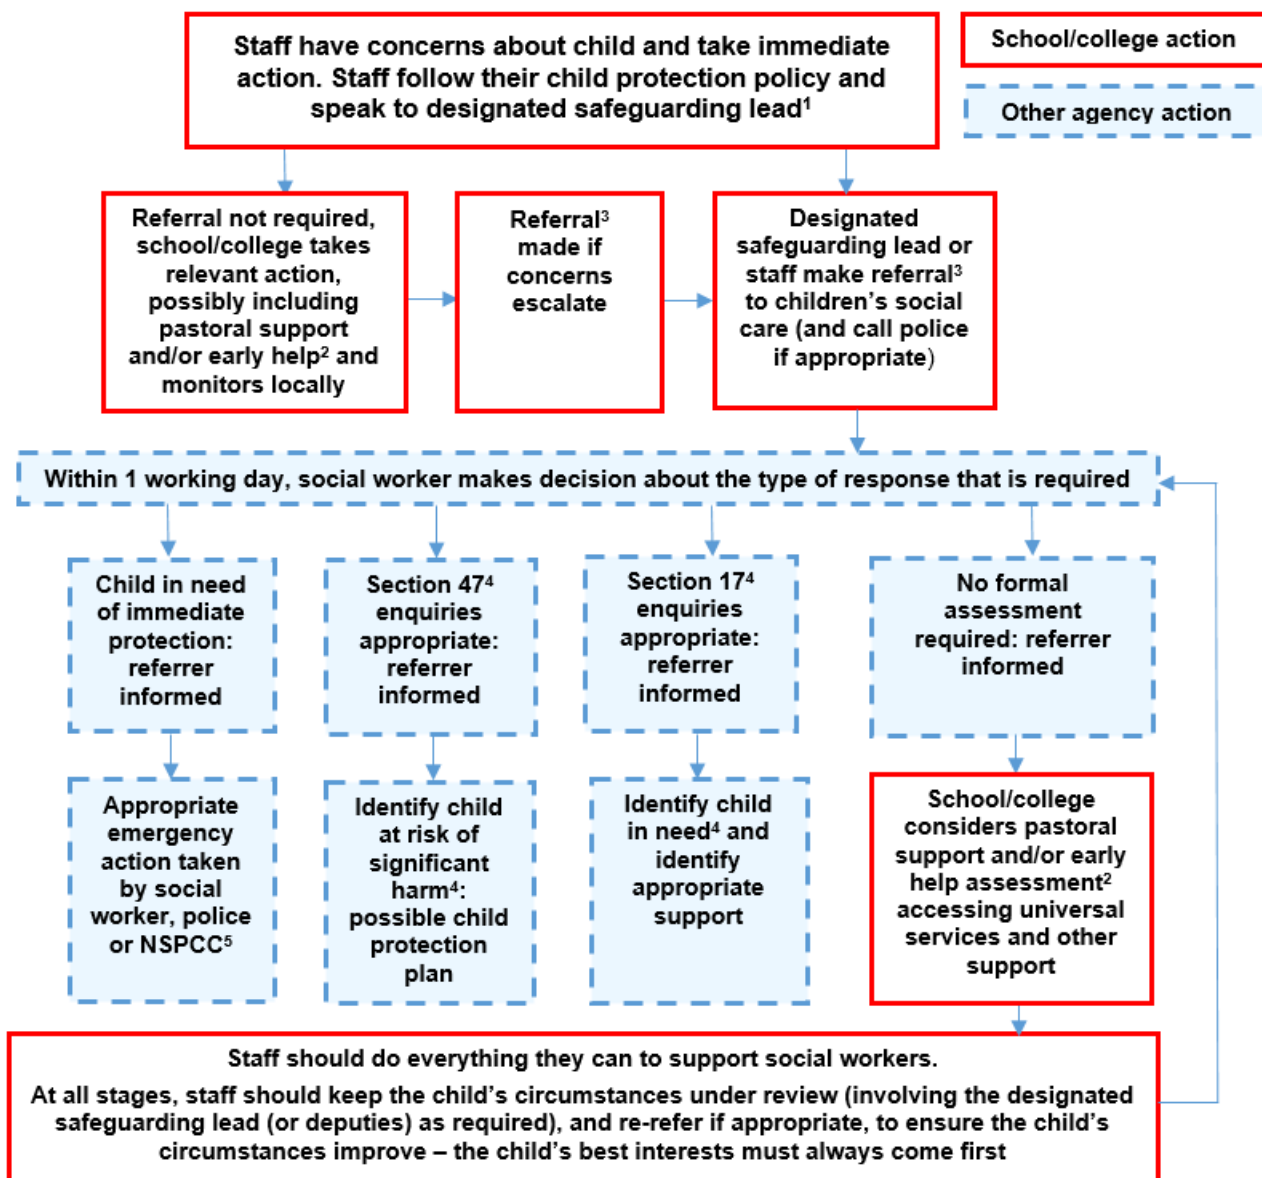 Staff have concerns about child and take immediate
action. Staff follow their child protection policy and
speak to designated safeguarding lead¹
School/college action
Other agency action
Referral not required,
school/college takes
relevant action,
possibly including
pastoral support
and/or early help² and
monitors locally
Referral³
made if
concerns
escalate
Designated
safeguarding lead or
staff make referral³
to children’s social
care (and call police
if appropriate)
Within 1 working day, social worker makes decision about the type of response that is required
Child in need
of immediate
protection:
referrer
informed
Section 47⁴
enquiries
appropriate:
referrer
informed
Section 17⁴
enquiries
appropriate:
referrer
informed
No formal
assessment
required: referrer
informed
Appropriate
emergency
action taken
by social
worker, police
or NSPCC⁵
Identify child
at risk of
significant
harm⁴:
possible child
protection
plan
Identify child
in need⁴ and
identify
appropriate
support
School/college
considers pastoral
support and/or early
help assessment²
accessing universal
services and other
support
Staff should do everything they can to support social workers.
At all stages, staff should keep the child’s circumstances under review (involving the designated
safeguarding lead (or deputies) as required), and re-refer if appropriate, to ensure the child’s
circumstances improve – the child’s best interests must always come first